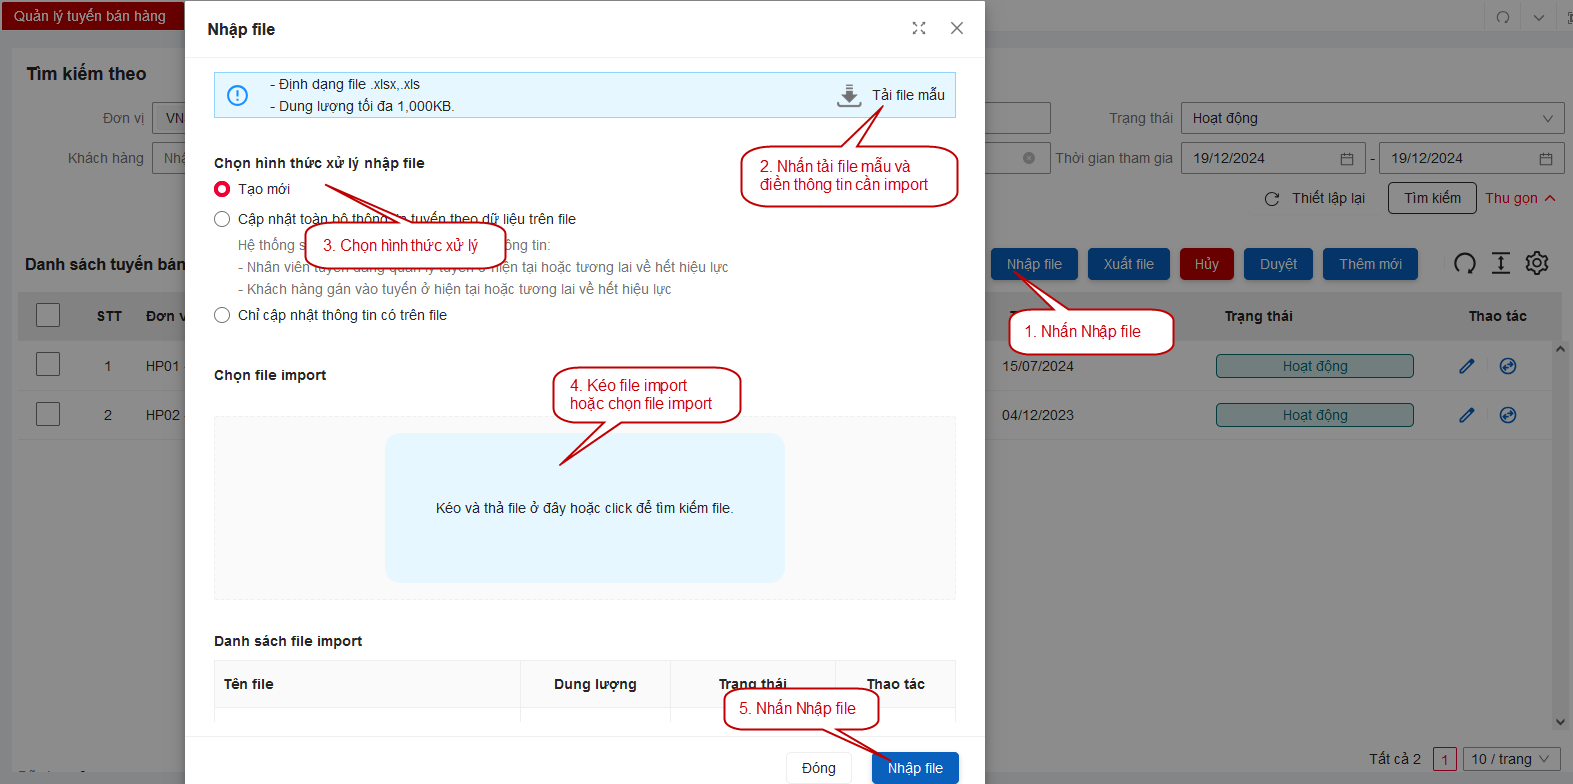 Quản lý tuyến bán hàng
Nhập file
Tìm kiếm theo
- Định dạng file .xlsx,.xls
- Dung lượng tối đa 1,000KB.
Tải file mẫu
Đơn vị
VN
Trạng thái
Hoạt động
Khách hàng
Thời gian tham gia
19/12/2024
-
19/12/2024
Chọn hình thức xử lý nhập file
2. Nhấn tải file mẫu và
điền thông tin cần import
Tạo mới
Thiết lập lại
Tìm kiếm
Thu gọn
Cập nhật toàn bộ thông tin tuyến theo dữ liệu trên file
3. Chọn hình thức xử lý
Hệ thống
thông tin:
- Nhân viên tuyến đang quản lý tuyến ở hiện tại hoặc tương lai về hết hiệu lực
- Khách hàng gán vào tuyến ở hiện tại hoặc tương lai về hết hiệu lực
Chỉ cập nhật thông tin có trên file
Danh sách tuyến bán
Nhập file
Xuất file
Hủy
Duyệt
Thêm mới
1. Nhấn Nhập file
STT
Đơn
Trạng thái
Thao tác
1
HP01
15/07/2024
Hoạt động
2
HP02
04/12/2023
Hoạt động
Chọn file import
4. Kéo file import
hoặc chọn file import
Kéo và thả file ở đây hoặc click để tìm kiếm file.
Danh sách file import
Tên file
Dung lượng
Trạng thái
Thao tác
5. Nhấn Nhập file
Đóng
Nhập file
Tất cả 2
1
10 / trang